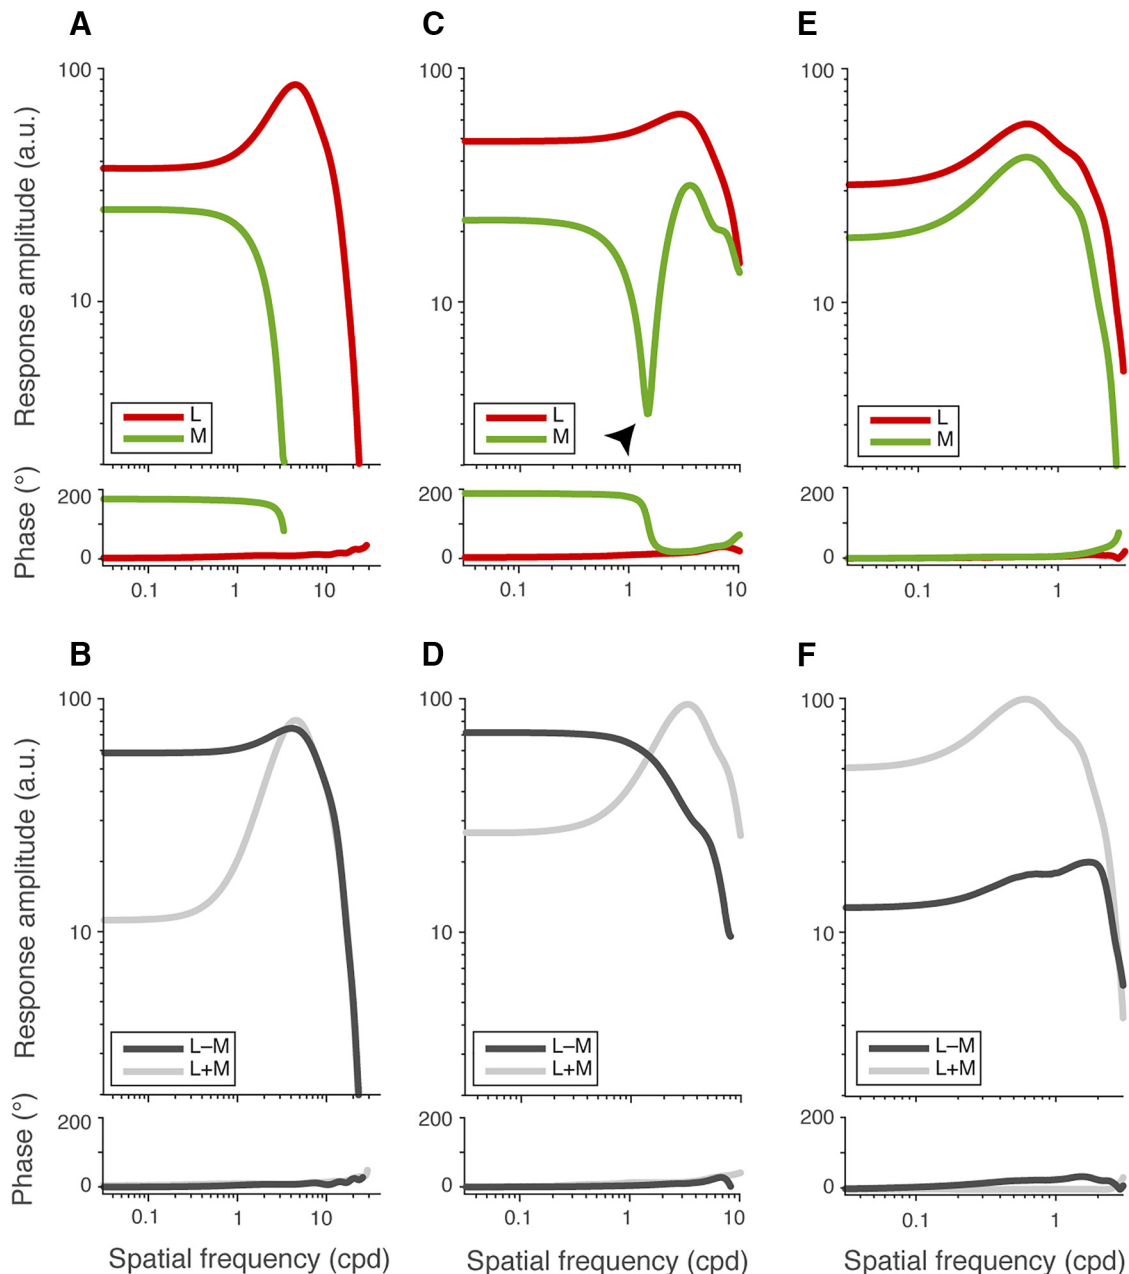 A
C
E
Response amplitude (a.u.)
100
10
L
M
100
10
L
M
100
10
L
M
Phase (°)
200
0
0.1 1 10
200
0
0.1 1 10
200
0
0.1 1
B
D
F
Response amplitude (a.u.)
100
10
L–M
L+M
100
10
L–M
L+M
100
10
L–M
L+M
Phase (°)
200
0
0.1 1 10
200
0
0.1 1 10
200
0
0.1 1
Spatial frequency (cpd)
Spatial frequency (cpd)
Spatial frequency (cpd)